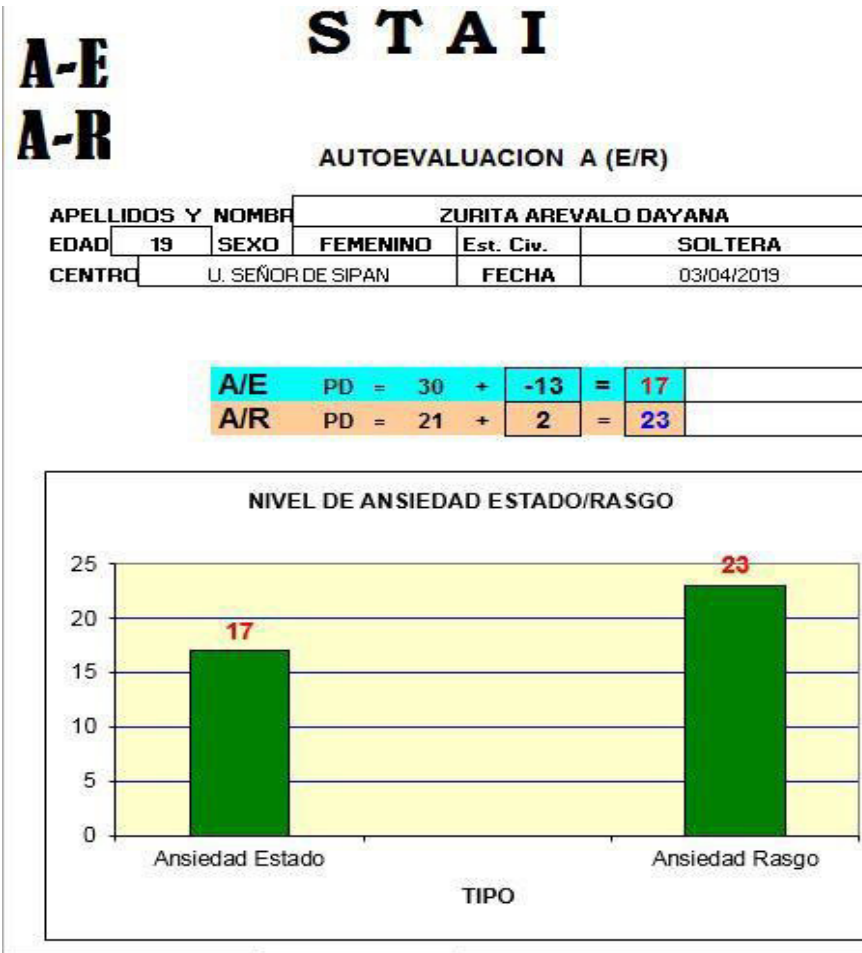 S T A I
A-E
A-R
AUTOEVALUACION A (E/R)
APELLIDOS Y NOMBR ZURITA AREVALO DAYANA
EDAD 19 SEXO FEMENINO Est. Civ. SOLTERA
CENTRO U. SEÑOR DE SIPAN FECHA 03/04/2019
A/E PD = 30 + -13 = 17
A/R PD = 21 + 2 = 23
NIVEL DE ANSIEDAD ESTADO/RASGO
25
23
20
17
15
10
5
0
Ansiedad Estado Ansiedad Rasgo
TIPO